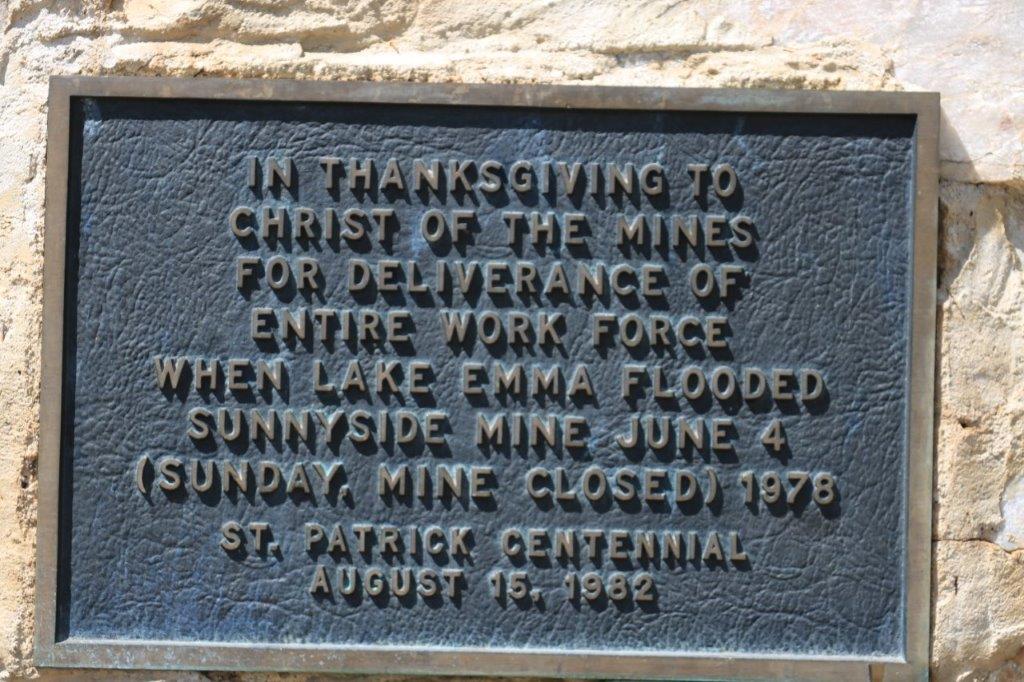 IN THANKSGIVING TO
CHRIST OF THE MINES
FOR DELIVERANCE OF
ENTIRE WORK FORCE
WHEN LAKE EMMA FLOODED
SUNNYSIDE MINE JUNE 4
(SUNDAY, MINE CLOSED) 1978
ST. PATRICK CENTENNIAL
AUGUST 15, 1982